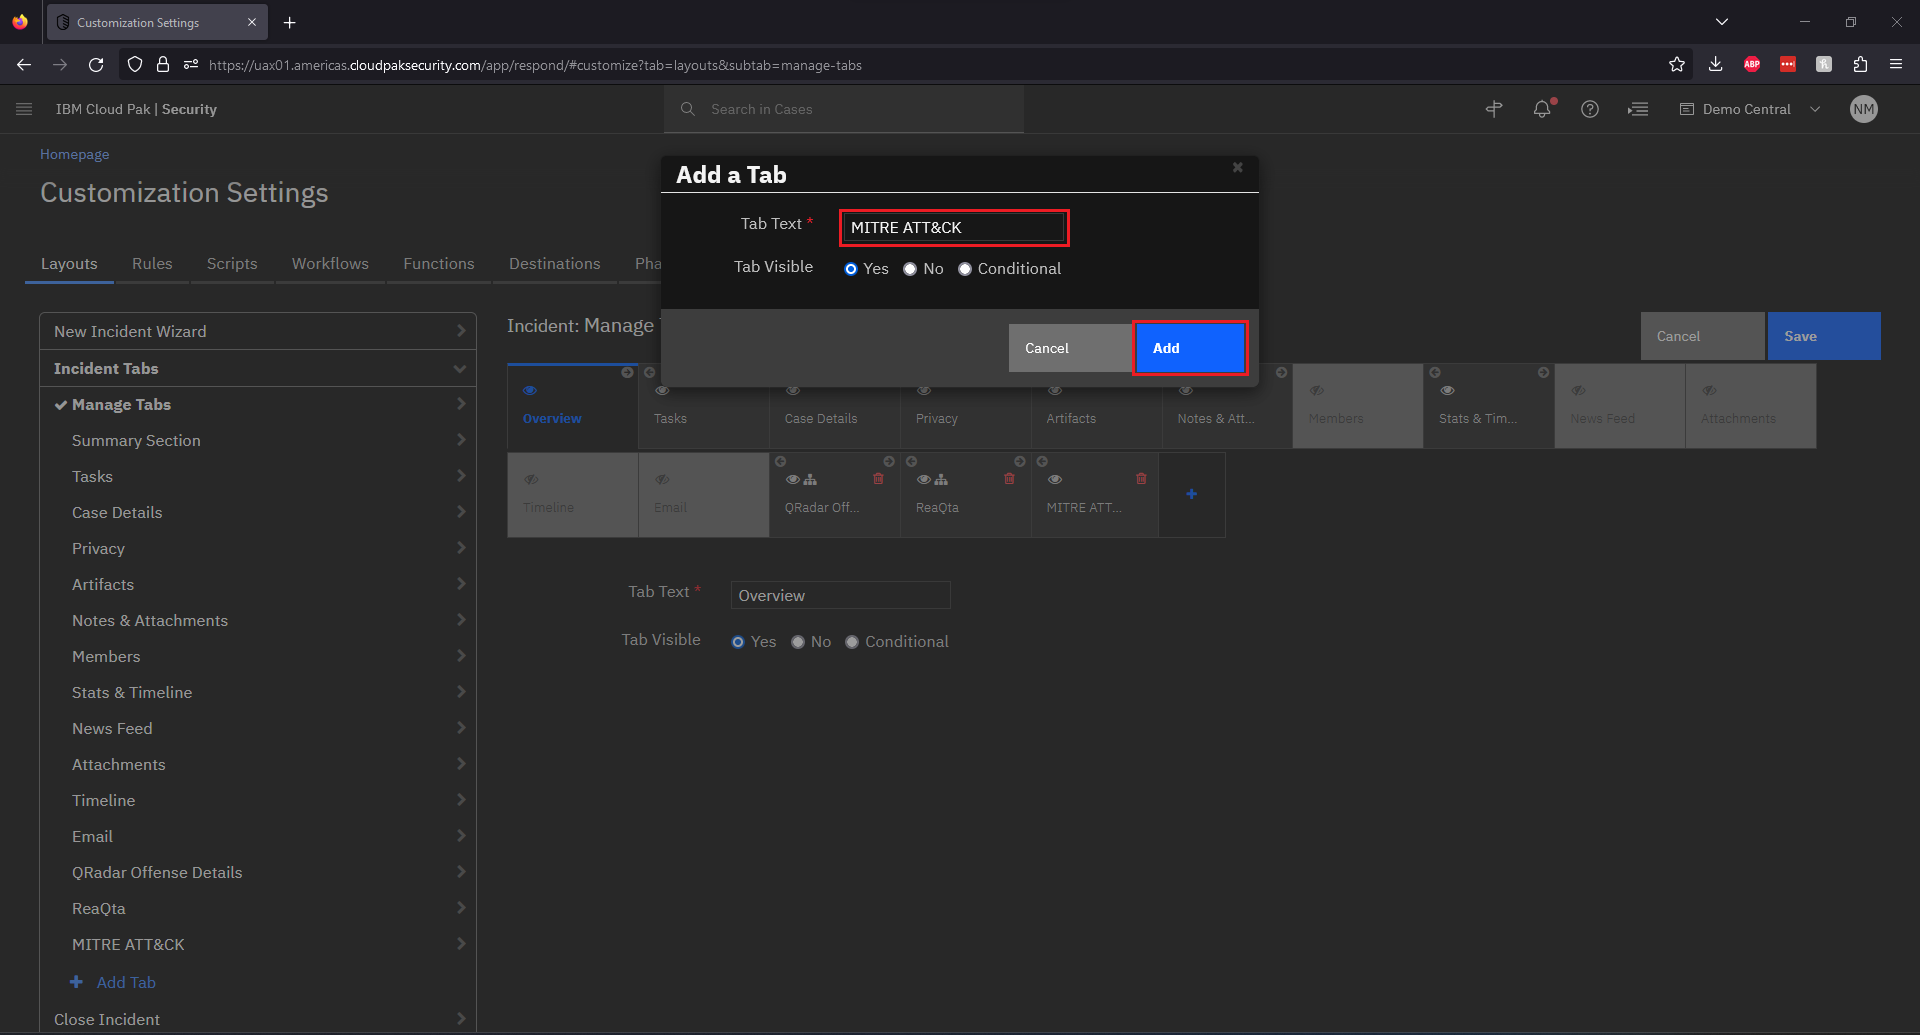 Customization Settings
https://uax01.americas.cloudpaksecurity.com/app/respond/#customize?tab=layouts&subtab=manage-tabs
ABP
IBM Cloud Pak | Security
Search in Cases
Demo Central
NM
Homepage
Customization Settings
Add a Tab
Tab Text *
MITRE ATT&CK
Tab Visible
Yes No Conditional
Cancel
Add
Layouts Rules Scripts Workflows Functions Destinations Pha
New Incident Wizard
Incident Tabs
Manage Tabs
Summary Section
Tasks
Case Details
Privacy
Artifacts
Notes & Attachments
Members
Stats & Timeline
News Feed
Attachments
Timeline
Email
QRadar Offense Details
ReaQta
MITRE ATT&CK
Add Tab
Close Incident
Incident: Manage
Cancel
Save
Overview Tasks Case Details Privacy Artifacts Notes & Att... Members Stats & Tim... News Feed Attachments
Timeline Email QRadar Off... ReaQta MITRE ATT...
Tab Text *
Overview
Tab Visible
Yes No Conditional